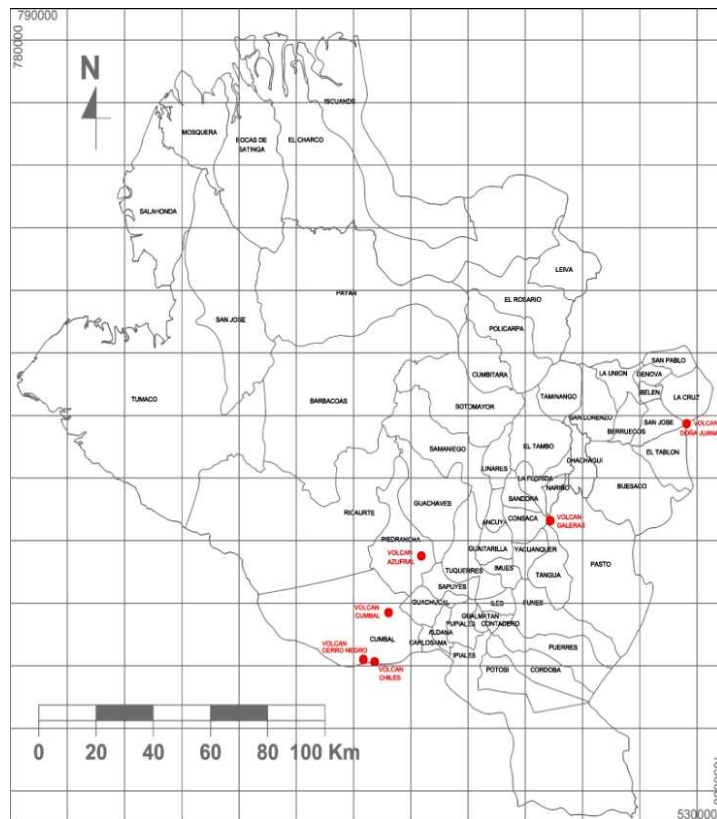 790000
780000
N
ISCUANDE
MOSQUERA
BOCAS DE
SATINGA
EL CHARCO
SALAHONDA
LEIVA
PAYAN
EL ROSARIO
SAN JOSE
POLICARPA
SAN PABLO
LA UNION
GENOVA
CUMBITARA
BELEN
TUMACO
BARBACOAS
TAMINANGO
LA CRUZ
SOTOMAYOR
SAN LORENZO
SAN JOSE
VOLCAN
DOÑA JUANA
BERRUECOS
SAMANIEGO
EL TAMBO
EL TABLON
CHACHAGUI
LINARES
LA FLORIDA
BUESACO
NARIÑO
GUACHAVES
SANDONA
RICAURTE
ANCUYA
CONSACA
VOLCAN
GALERAS
PIEDRANCHA
GUAITARILLA
YACUANQUER
VOLCAN
AZUFRAL
PASTO
TUQUERRES
IMUES
TANGUA
SAPUYES
GUACHUCAL
ILES
FUNES
VOLCAN
CUMBAL
GUALMATAN
PUPIALES
CONTADERO
ALDANA
CUMBAL
CARLOSAMA
VOLCAN
CERRO NEGRO
PUERRES
IPIALES
VOLCAN
CHILES
POTOSI
CORDOBA
0 20 40 60 80 100 Km
530000